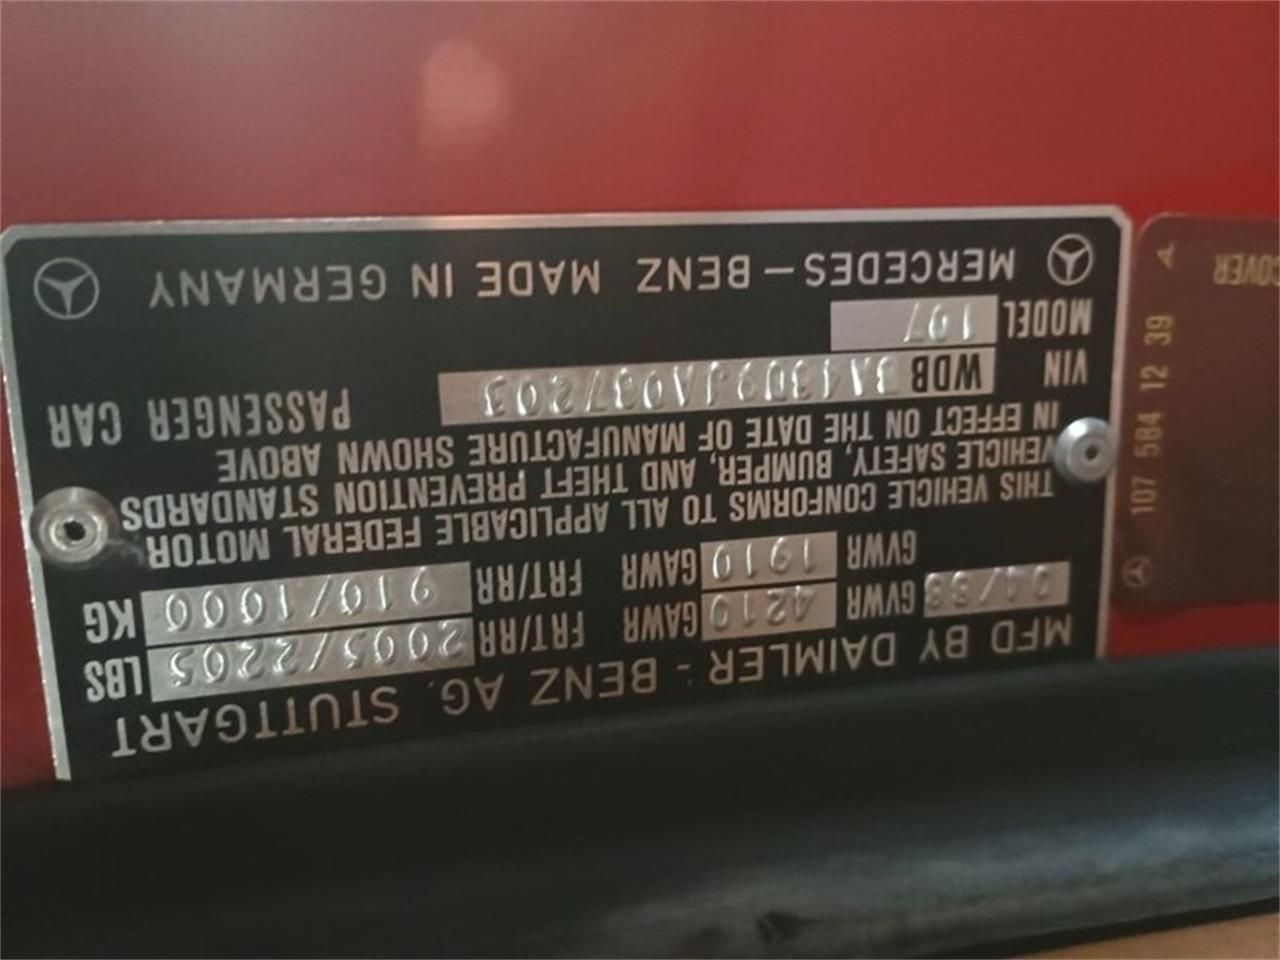 MFD BY DAIMLER - BENZ AG. STUTTGART
04/88 GVWR 4210 GAWR FRT/RR 2005/2205 LBS
GVWR 1910 GAWR FRT/RR 910/1000 KG
THIS VEHICLE CONFORMS TO ALL APPLICABLE FEDERAL MOTOR
VEHICLE SAFETY, BUMPER, AND THEFT PREVENTION STANDARDS
IN EFFECT ON THE DATE OF MANUFACTURE SHOWN ABOVE
VIN WDB BA48D9JA087203 PASSENGER CAR
MODEL 107
MERCEDES-BENZ MADE IN GERMANY
107 584 12 39
COVER